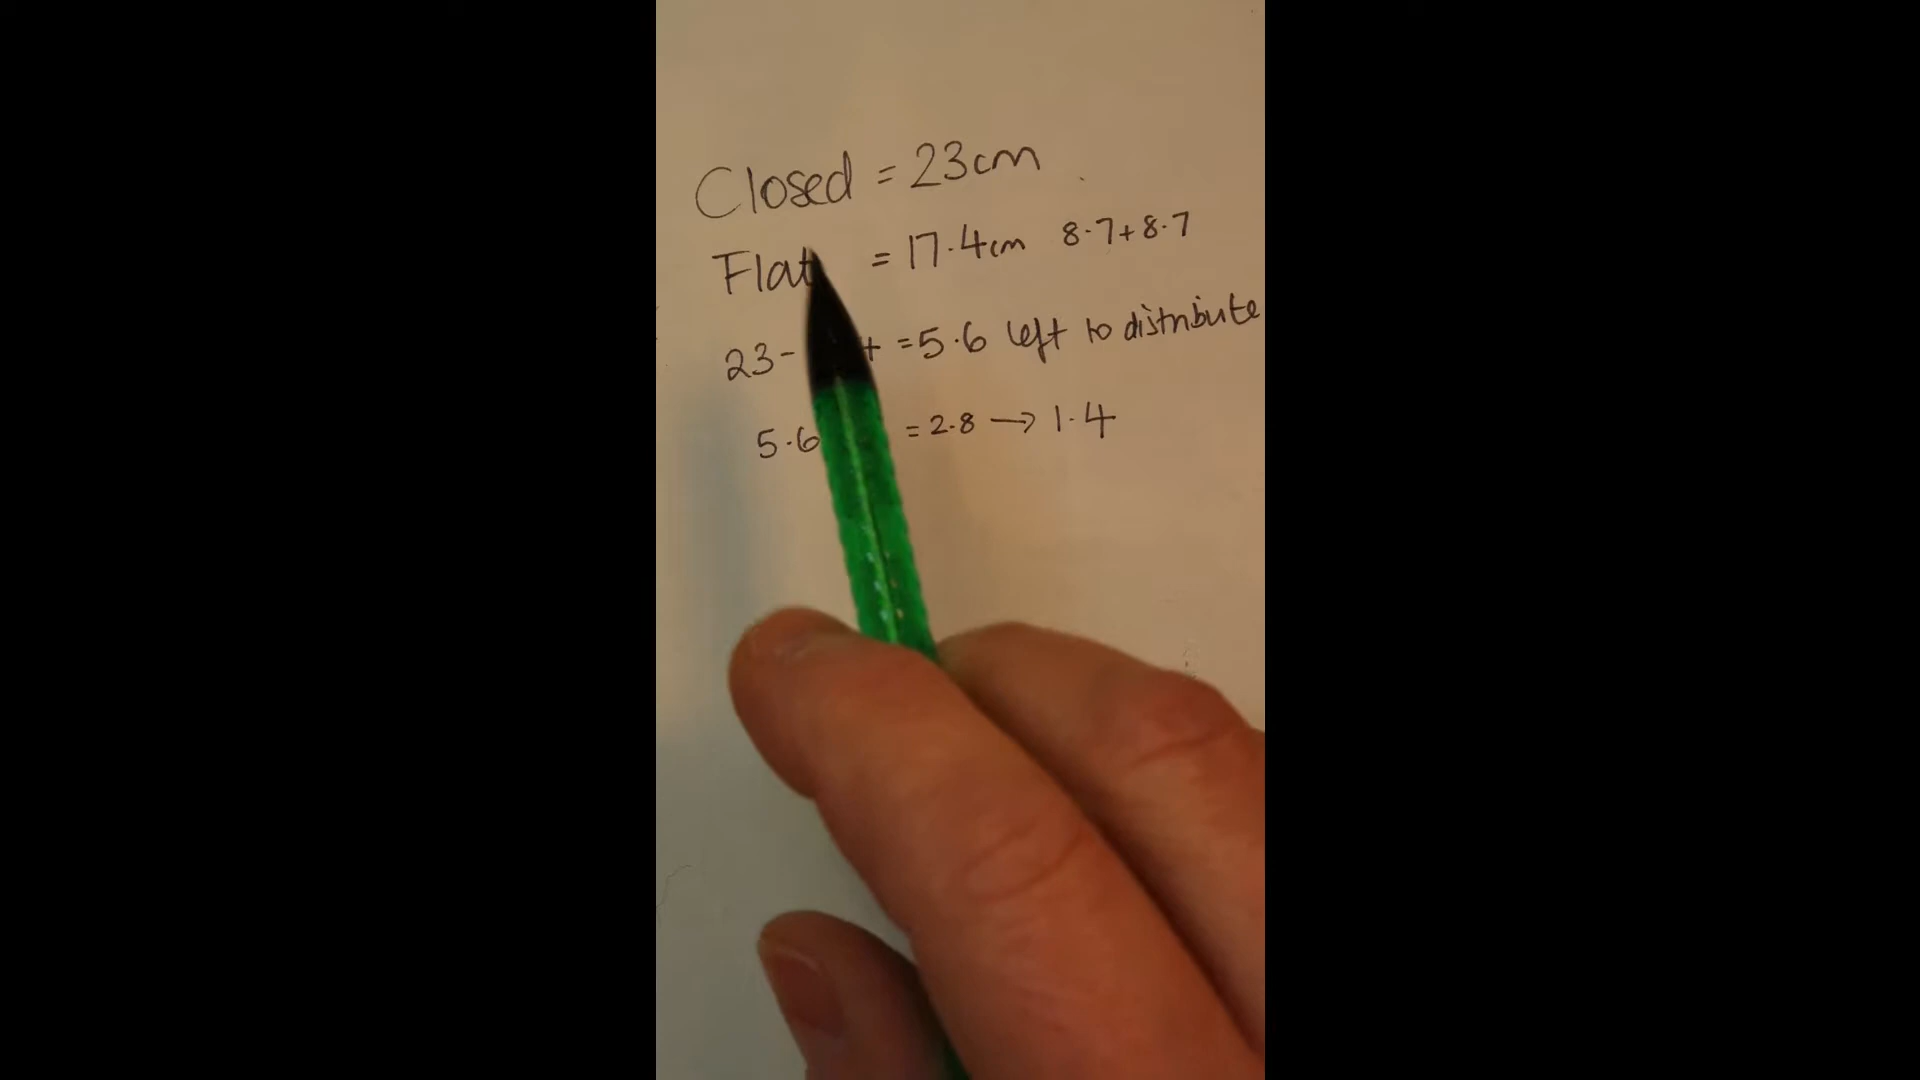 Closed = 23cm
Flat = 17.4cm 8.7+8.7
23- = 5.6 left to distribute
5.6 = 2.8 → 1.4